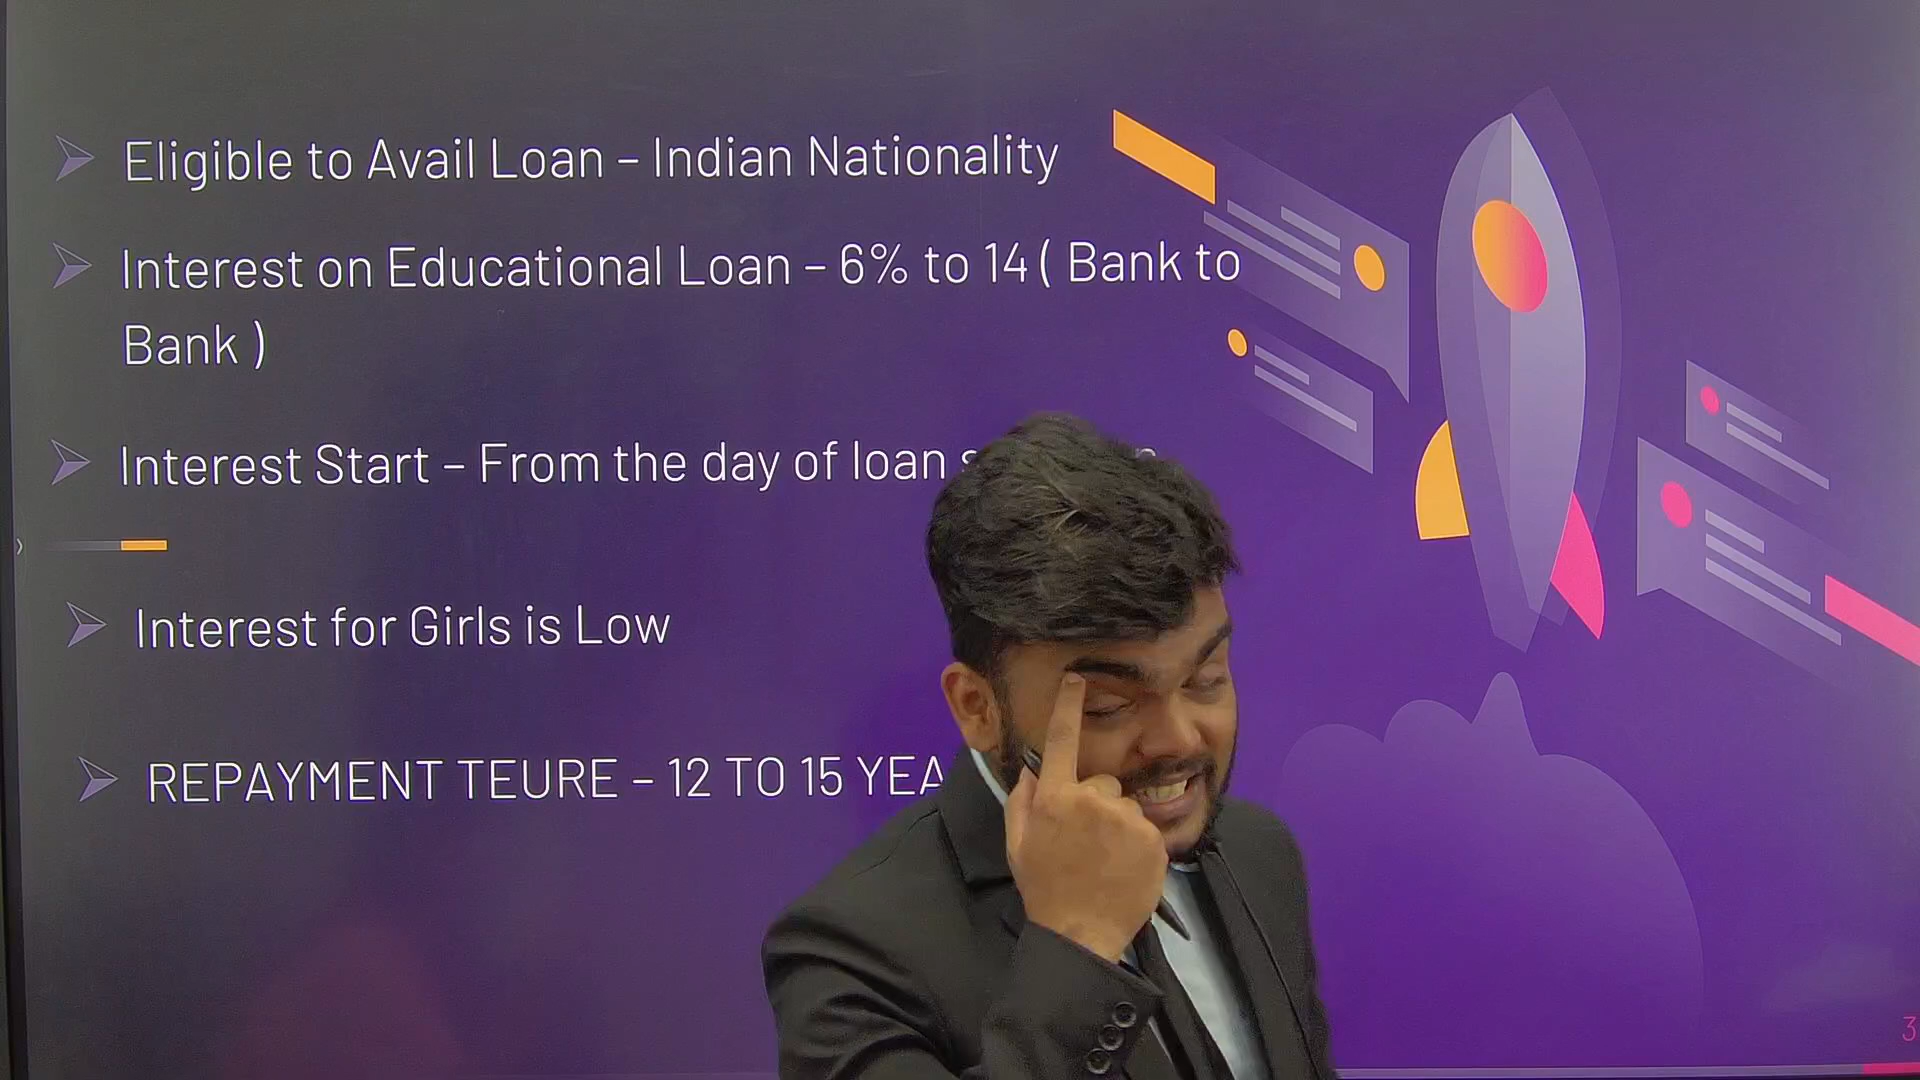 Eligible to Avail Loan – Indian Nationality
Interest on Educational Loan – 6% to 14 ( Bank to
Bank )
Interest Start – From the day of loan
Interest for Girls is Low
REPAYMENT TEURE – 12 TO 15
3